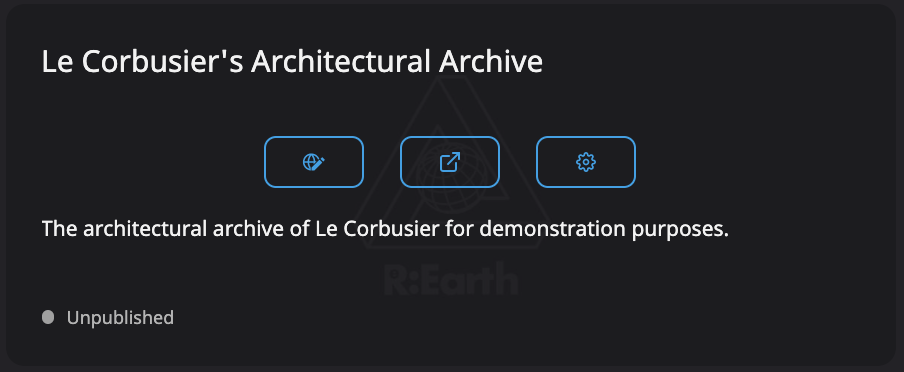 Le Corbusier's Architectural Archive
The architectural archive of Le Corbusier for demonstration purposes.
R:Earth
Unpublished